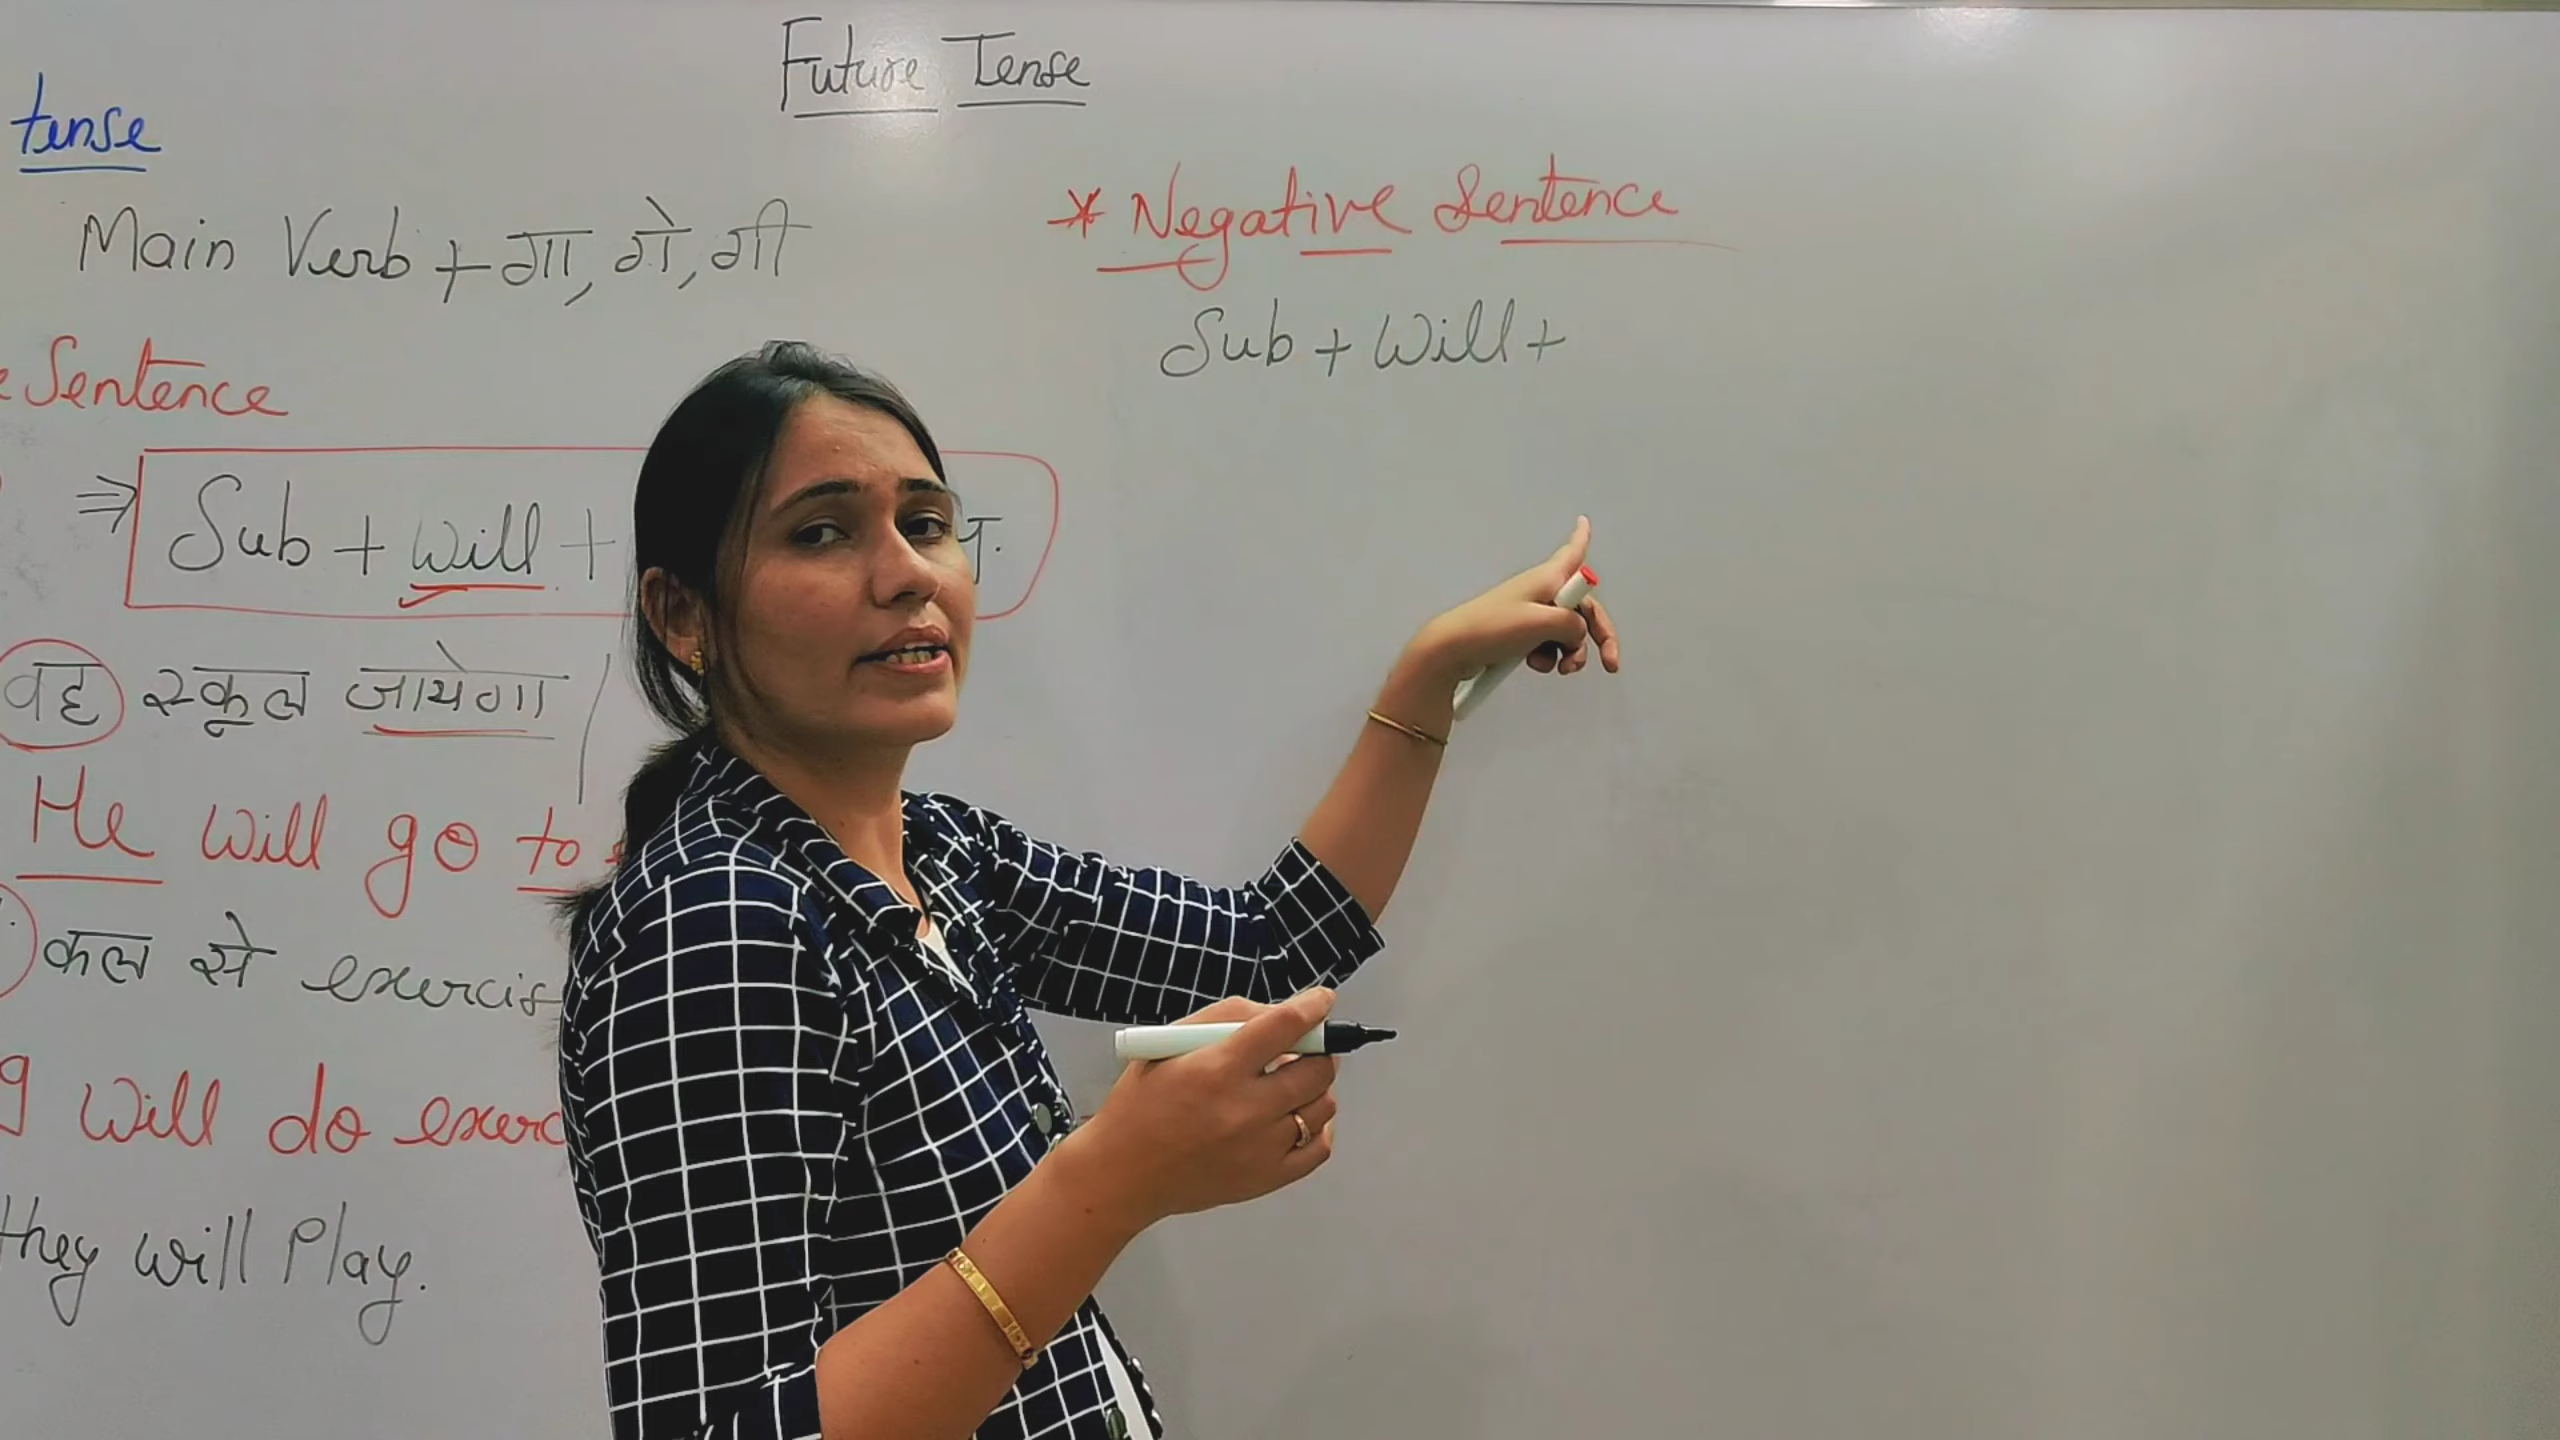 Future Tense
tense
Main Verb + गा, गे, गी
Sentence
⇒ Sub + will +
वह स्कूल जायेगा /
He will go to
कल से exercis
I will do exerc
they will Play.
* Negative Sentence
Sub + Will +